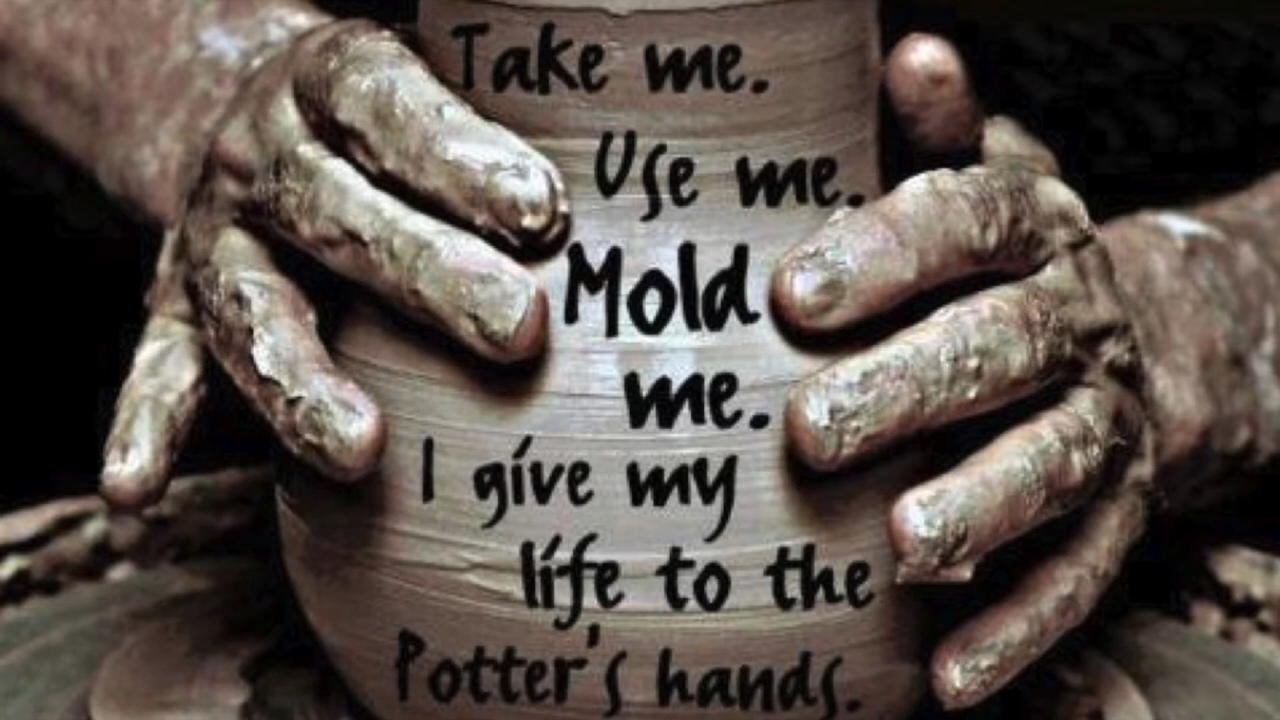 Take me.
Use me.
Mold
me.
I give my
life to the
Potter's hands.